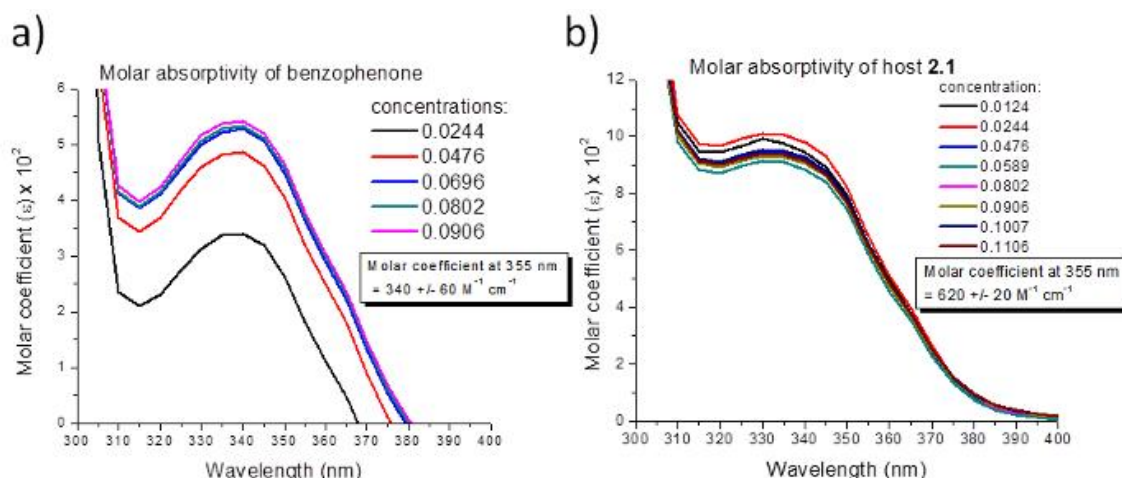 a)
Molar absorptivity of benzophenone
Molar coefficient (ε) x 10²
6
5
4
3
2
1
0
300 310 320 330 340 350 360 370 380 390 400
Wavelength (nm)
concentrations:
0.0244
0.0476
0.0696
0.0802
0.0906
Molar coefficient at 355 nm
= 340 +/- 60 M⁻¹ cm⁻¹
b)
Molar absorptivity of host 2.1
Molar coefficient (ε) x 10²
12
10
8
6
4
2
0
300 310 320 330 340 350 360 370 380 390 400
Wavelength (nm)
concentration:
0.0124
0.0244
0.0476
0.0589
0.0802
0.0906
0.1007
0.1106
Molar coefficient at 355 nm
= 620 +/- 20 M⁻¹ cm⁻¹